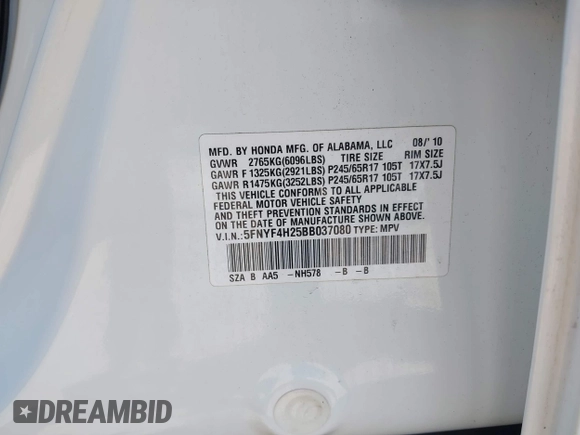 MFD. BY HONDA MFG. OF ALABAMA, LLC 08/'10
GVWR 2765KG(6096LBS) TIRE SIZE RIM SIZE
GAWR F 1325KG(2921LBS) P245/65R17 105T 17X7.5J
GAWR R 1475KG(3252LBS) P245/65R17 105T 17X7.5J
THIS VEHICLE CONFORMS TO ALL APPLICABLE
FEDERAL MOTOR VEHICLE SAFETY, BUMPER, AND
THEFT PREVENTION STANDARDS IN EFFECT ON THE
DATE OF MANUFACTURE SHOWN ABOVE.
V.I.N.:5FNYF4H25BB037080 TYPE: MPV
SZA B AA5 -NH578 -B -B
DREAMBID